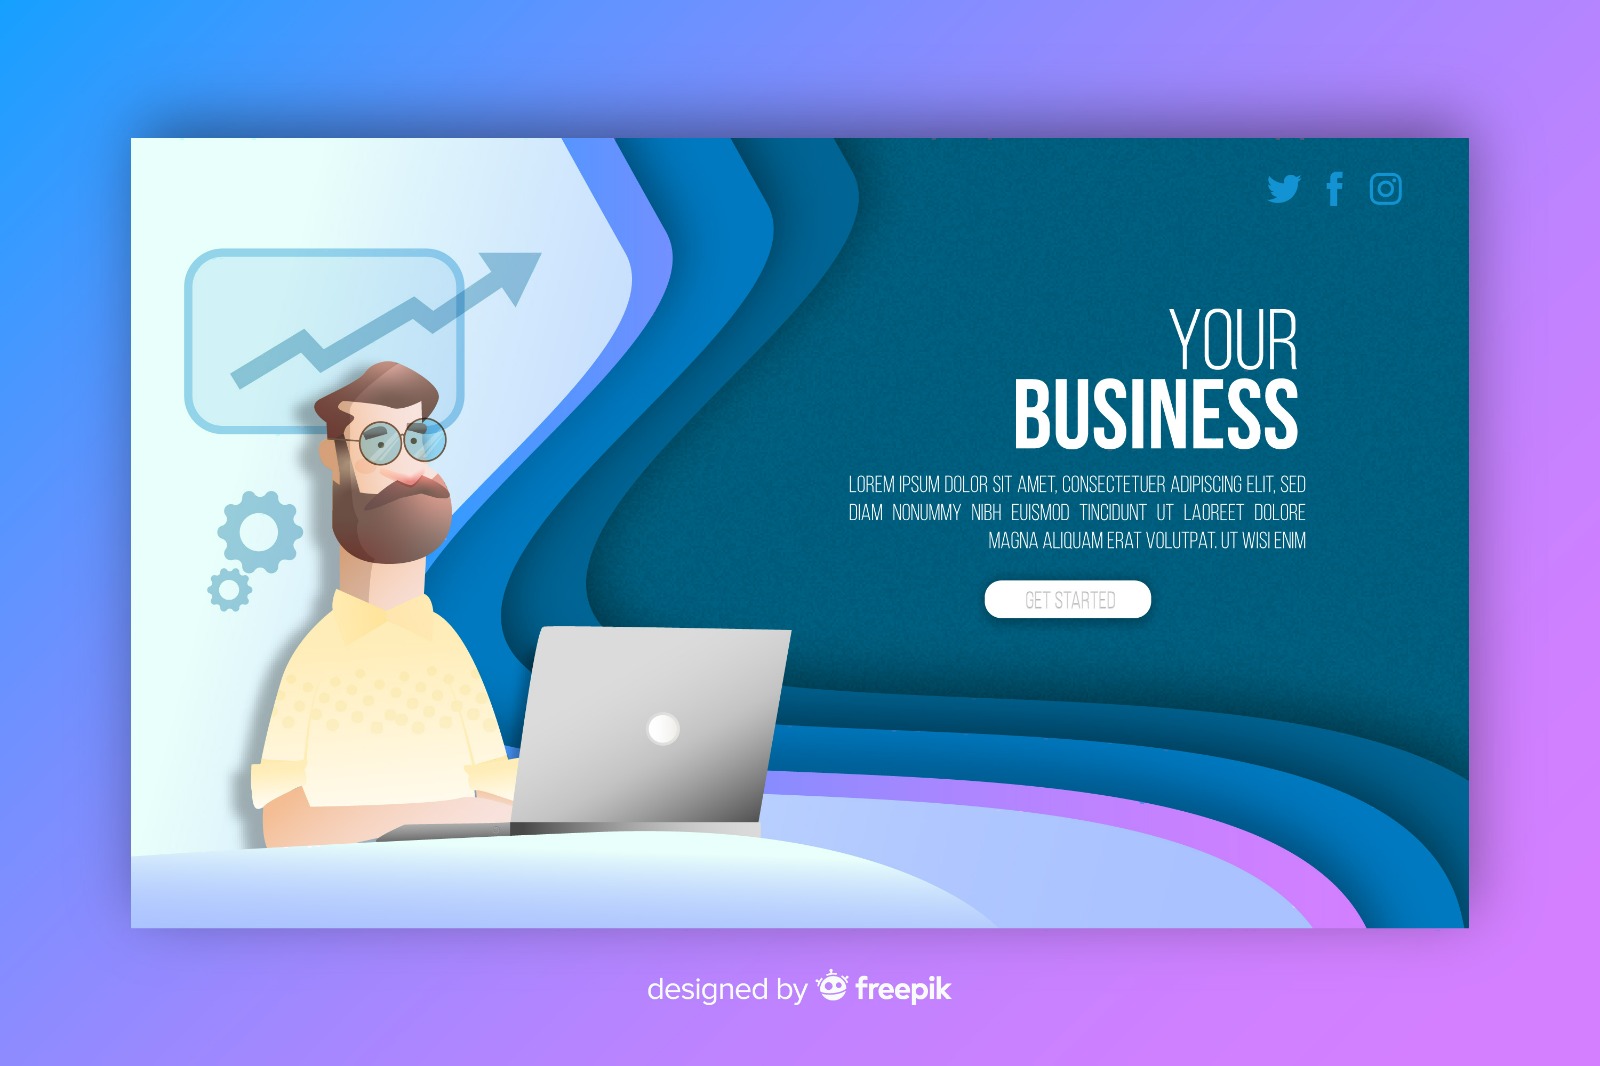 YOUR
BUSINESS
LOREM IPSUM DOLOR SIT AMET, CONSECTETUER ADIPISCING ELIT, SED
DIAM NONUMMY NIBH EUISMOD TINCIDUNT UT LAOREET DOLORE
MAGNA ALIQUAM ERAT VOLUTPAT. UT WISI ENIM
GET STARTED
designed by freepik